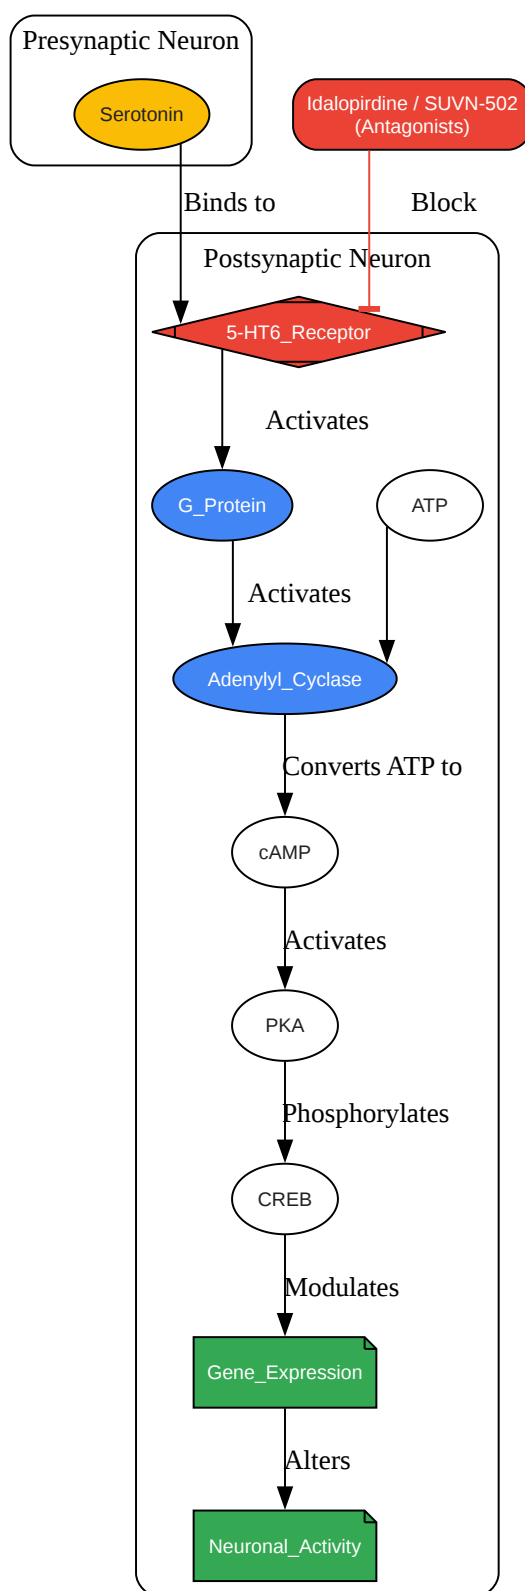 Presynaptic Neuron
Serotonin
Idalopirdine / SUVN-502
(Antagonists)
Binds to
Block
Postsynaptic Neuron
5-HT6_Receptor
Activates
G_Protein
ATP
Activates
Adenylyl_Cyclase
Converts ATP to
cAMP
Activates
PKA
Phosphorylates
CREB
Modulates
Gene_Expression
Alters
Neuronal_Activity